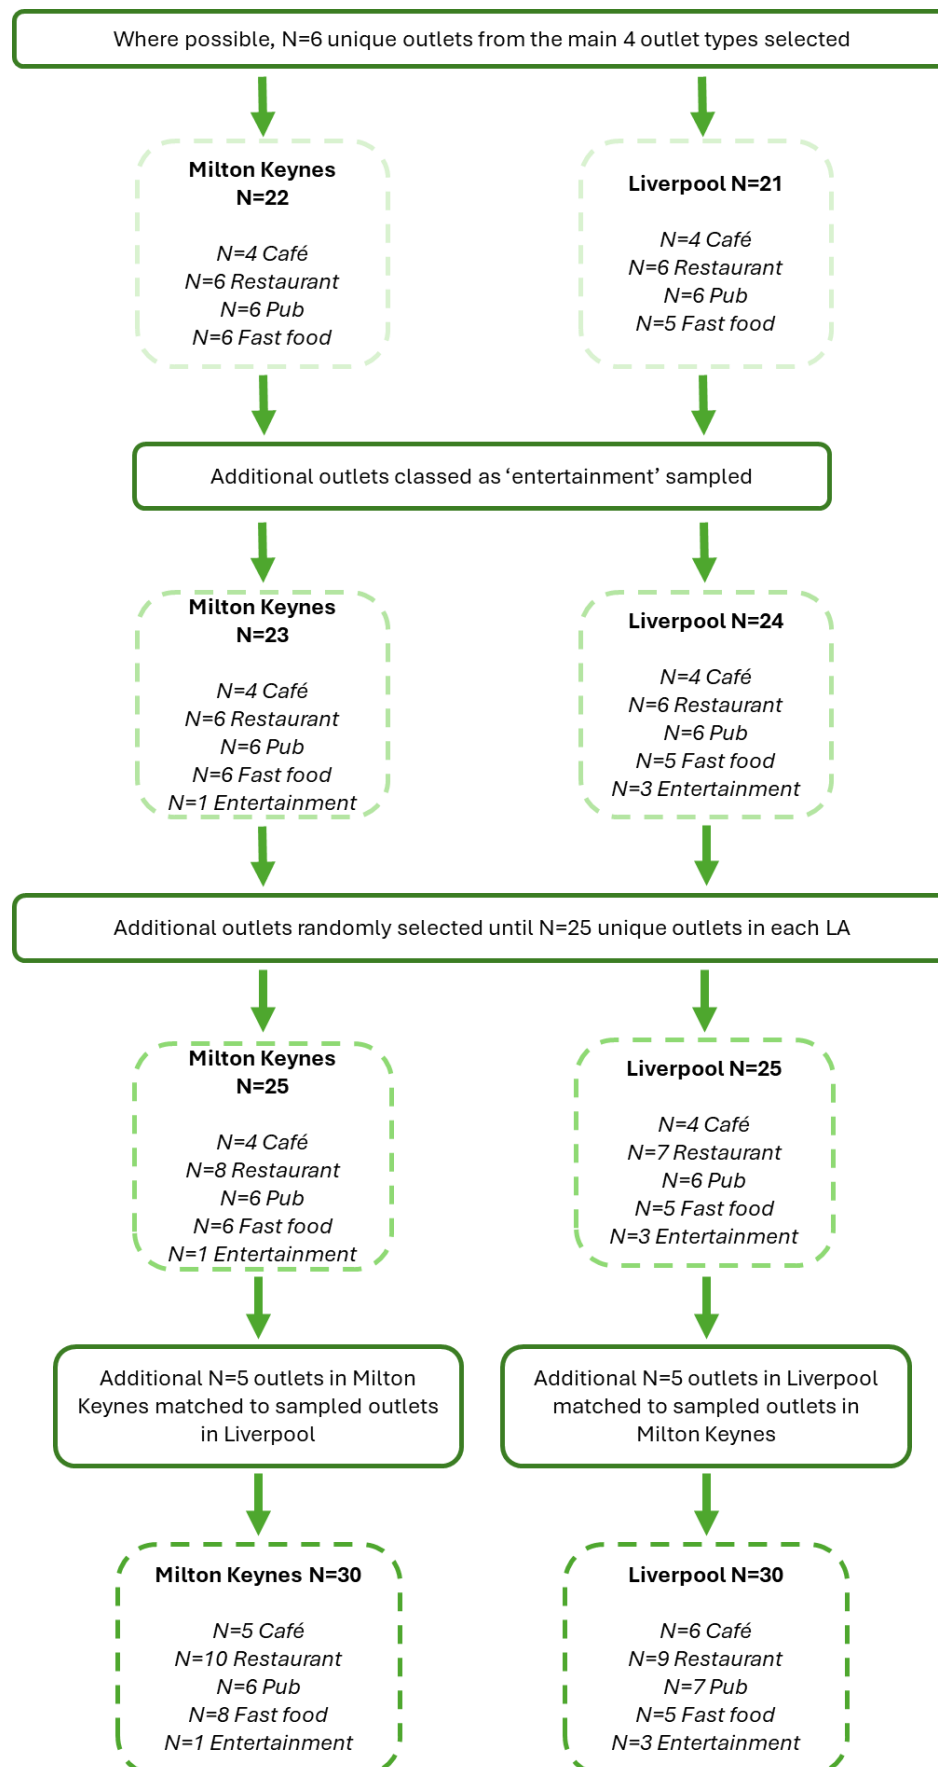 Where possible, N=6 unique outlets from the main 4 outlet types selected
Milton Keynes
N=22
N=4 Café
N=6 Restaurant
N=6 Pub
N=6 Fast food
Liverpool N=21
N=4 Café
N=6 Restaurant
N=6 Pub
N=5 Fast food
Additional outlets classed as ‘entertainment’ sampled
Milton Keynes
N=23
N=4 Café
N=6 Restaurant
N=6 Pub
N=6 Fast food
N=1 Entertainment
Liverpool N=24
N=4 Café
N=6 Restaurant
N=6 Pub
N=5 Fast food
N=3 Entertainment
Additional outlets randomly selected until N=25 unique outlets in each LA
Milton Keynes
N=25
N=4 Café
N=8 Restaurant
N=6 Pub
N=6 Fast food
N=1 Entertainment
Liverpool N=25
N=4 Café
N=7 Restaurant
N=6 Pub
N=5 Fast food
N=3 Entertainment
Additional N=5 outlets in Milton
Keynes matched to sampled outlets
in Liverpool
Additional N=5 outlets in Liverpool
matched to sampled outlets in
Milton Keynes
Milton Keynes N=30
N=5 Café
N=10 Restaurant
N=6 Pub
N=8 Fast food
N=1 Entertainment
Liverpool N=30
N=6 Café
N=9 Restaurant
N=7 Pub
N=5 Fast food
N=3 Entertainment